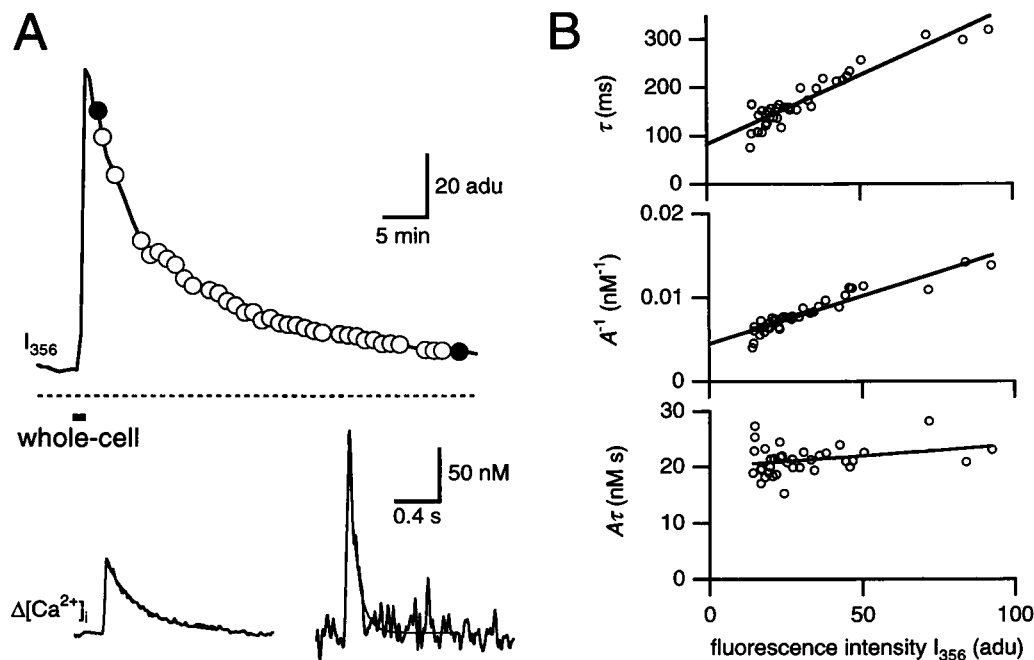 A
20 adu
5 min
I356
whole-cell
50 nM
0.4 s
Δ[Ca²⁺]i
B
τ (ms)
300
200
100
0
A⁻¹ (nM⁻¹)
0.02
0.01
0
Aτ (nM s)
30
20
10
0
0 50 100
fluorescence intensity I356 (adu)